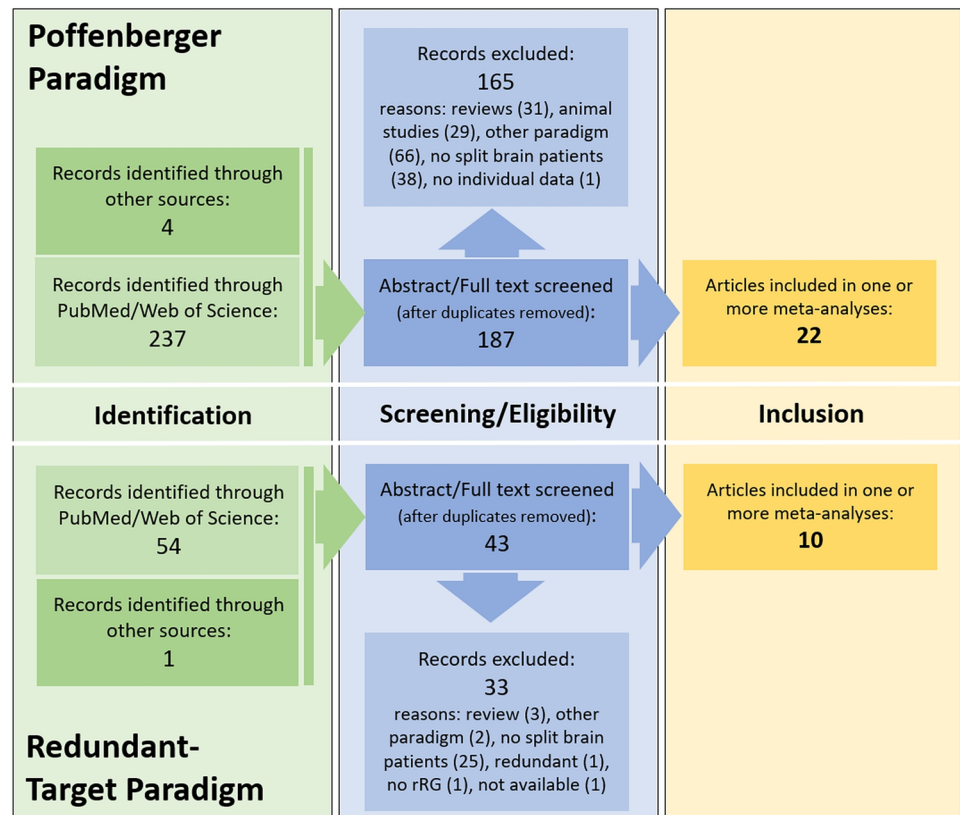 Poffenberger
Paradigm
Records identified through
other sources:
4
Records identified through
PubMed/Web of Science:
237
Records excluded:
165
reasons: reviews (31), animal
studies (29), other paradigm
(66), no split brain patients
(38), no individual data (1)
Abstract/Full text screened
(after duplicates removed):
187
Articles included in one or
more meta-analyses:
22
Identification
Screening/Eligibility
Inclusion
Records identified through
PubMed/Web of Science:
54
Records identified through
other sources:
1
Abstract/Full text screened
(after duplicates removed):
43
Articles included in one or
more meta-analyses:
10
Records excluded:
33
reasons: review (3), other
paradigm (2), no split brain
patients (25), redundant (1),
no rRG (1), not available (1)
Redundant-
Target Paradigm